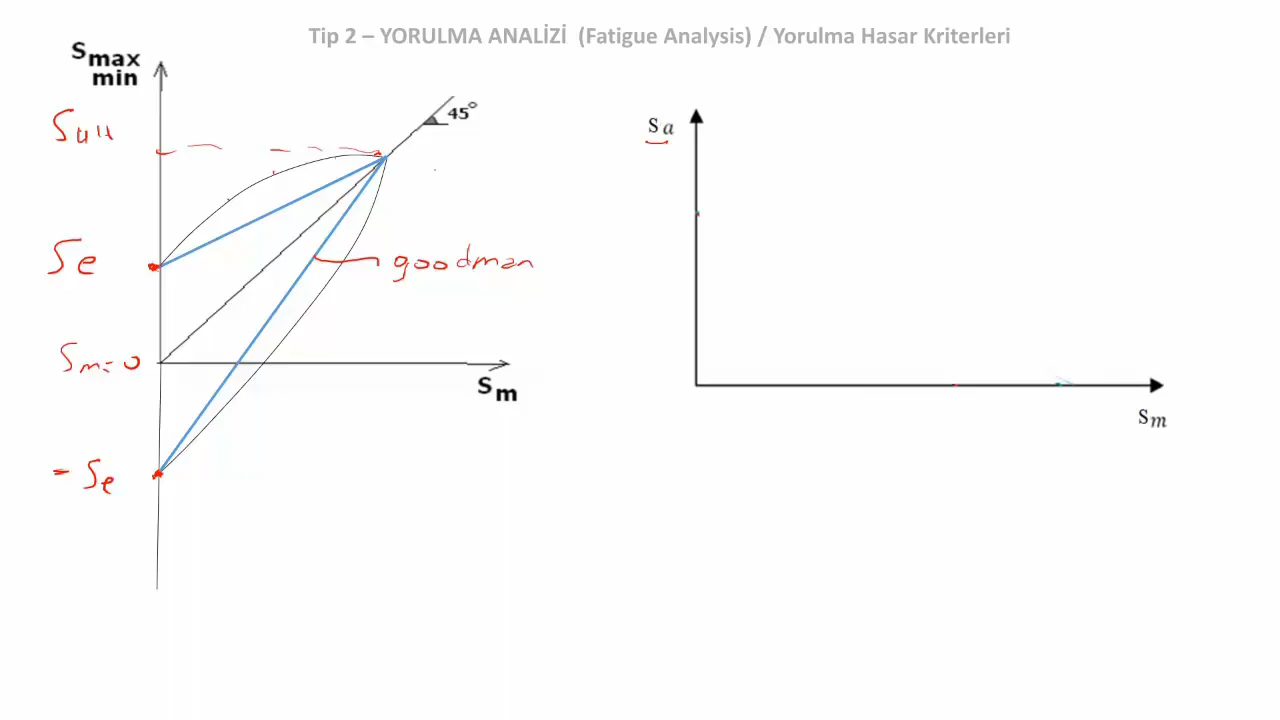 Tip 2 – YORULMA ANALİZİ (Fatigue Analysis) / Yorulma Hasar Kriterleri
Smax
min
45°
Sult
Sa
Se
goodman
Sm=0
Sm
Sm
- Se